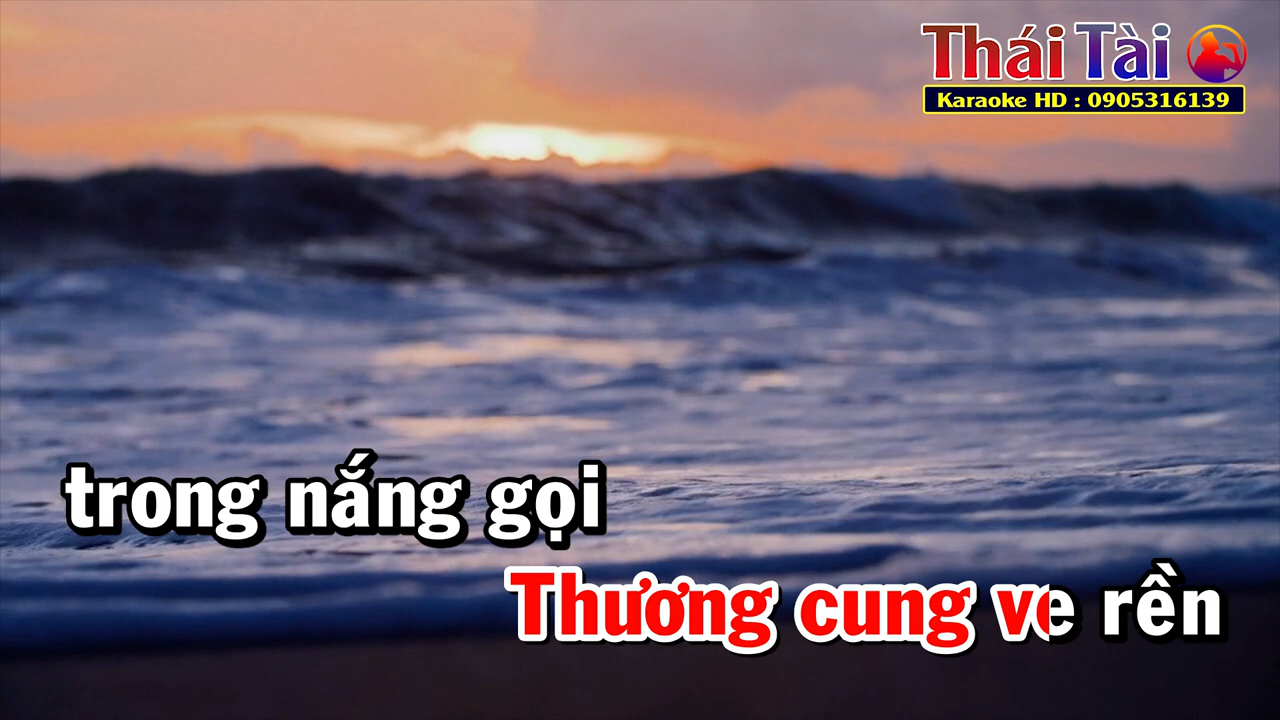 Thái Tài
Karaoke HD : 0905316139
trong nắng gọi
Thương cung ve rền